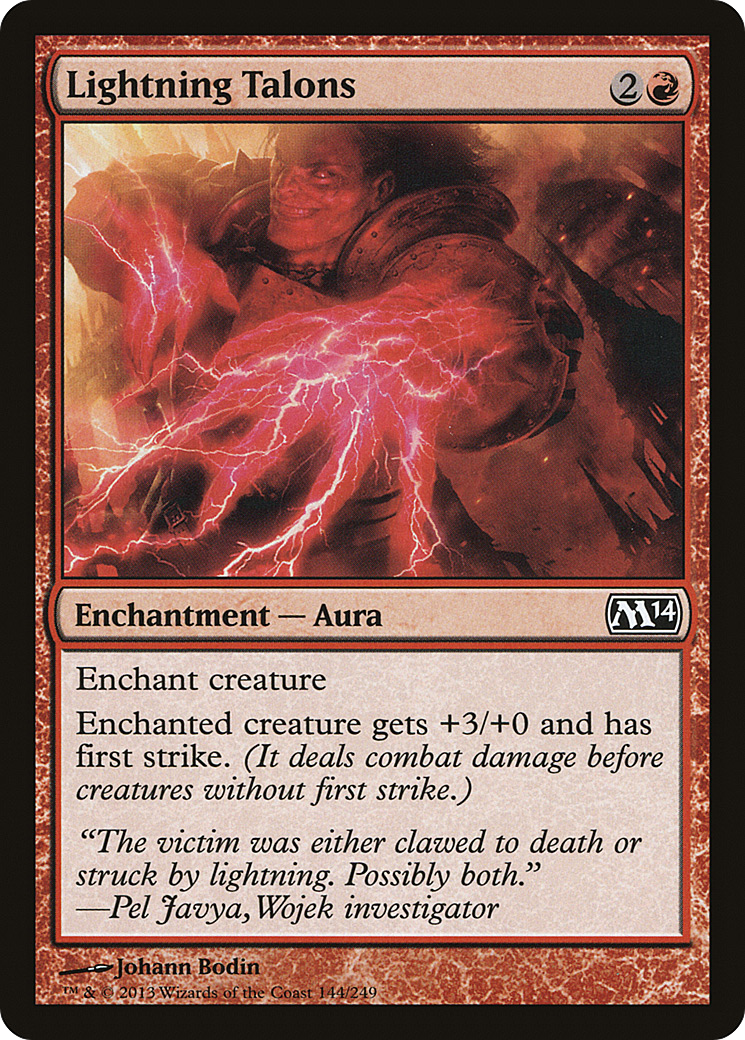 Lightning Talons 2
Enchantment — Aura M14
Enchant creature
Enchanted creature gets +3/+0 and has
first strike. (It deals combat damage before
creatures without first strike.)
“The victim was either clawed to death or
struck by lightning. Possibly both.”
—Pel Javya, Wojek investigator
Johann Bodin
™ & © 2013 Wizards of the Coast 144/249